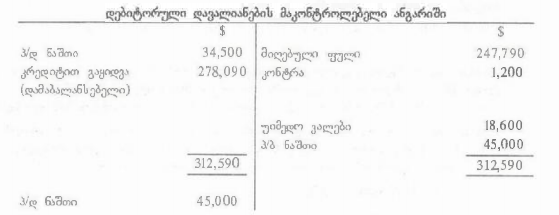 დებიტორული დავალიანების მაკონტროლებელი ანგარიში
$ $
პ/დ ნაშთი 34,500 მიღებული ფული 247,790
კრედიტით გაყიდვა 278,090 კონტრა 1,200
(დამაბალანსებელი)
უიმედო ვალები 18,600
პ/ბ ნაშთი 45,000
312,590 312,590
პ/დ ნაშთი 45,000